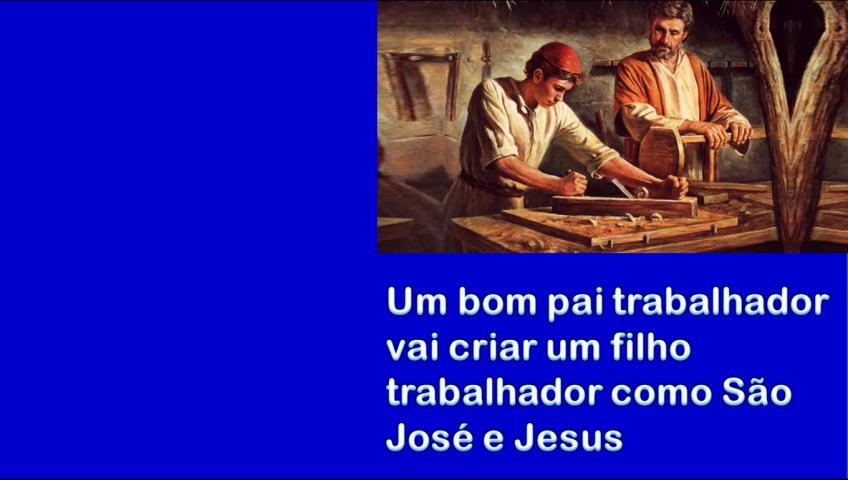 Um bom pai trabalhador
vai criar um filho
trabalhador como São
José e Jesus